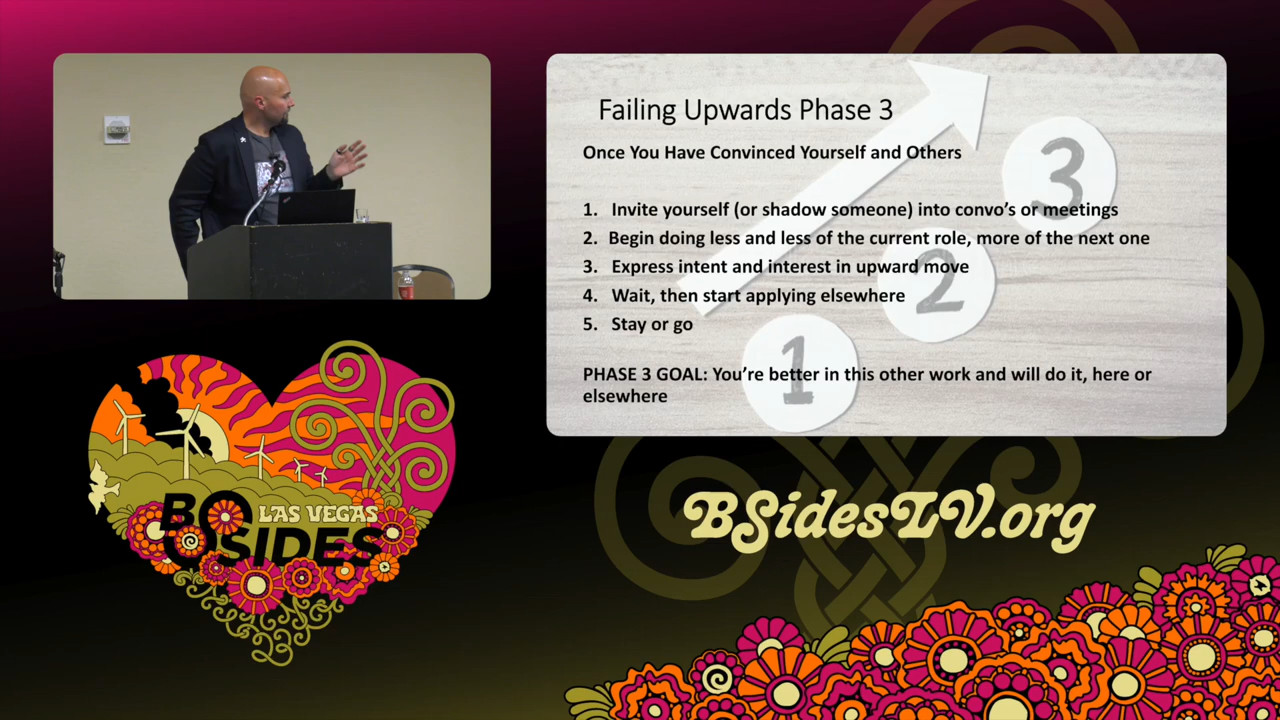 Failing Upwards Phase 3
Once You Have Convinced Yourself and Others
1. Invite yourself (or shadow someone) into convo's or meetings
2. Begin doing less and less of the current role, more of the next one
3. Express intent and interest in upward move
4. Wait, then start applying elsewhere
5. Stay or go
PHASE 3 GOAL: You're better in this other work and will do it, here or
elsewhere
1
2
3
LAS VEGAS
SIDES
23
BSidesLV.org